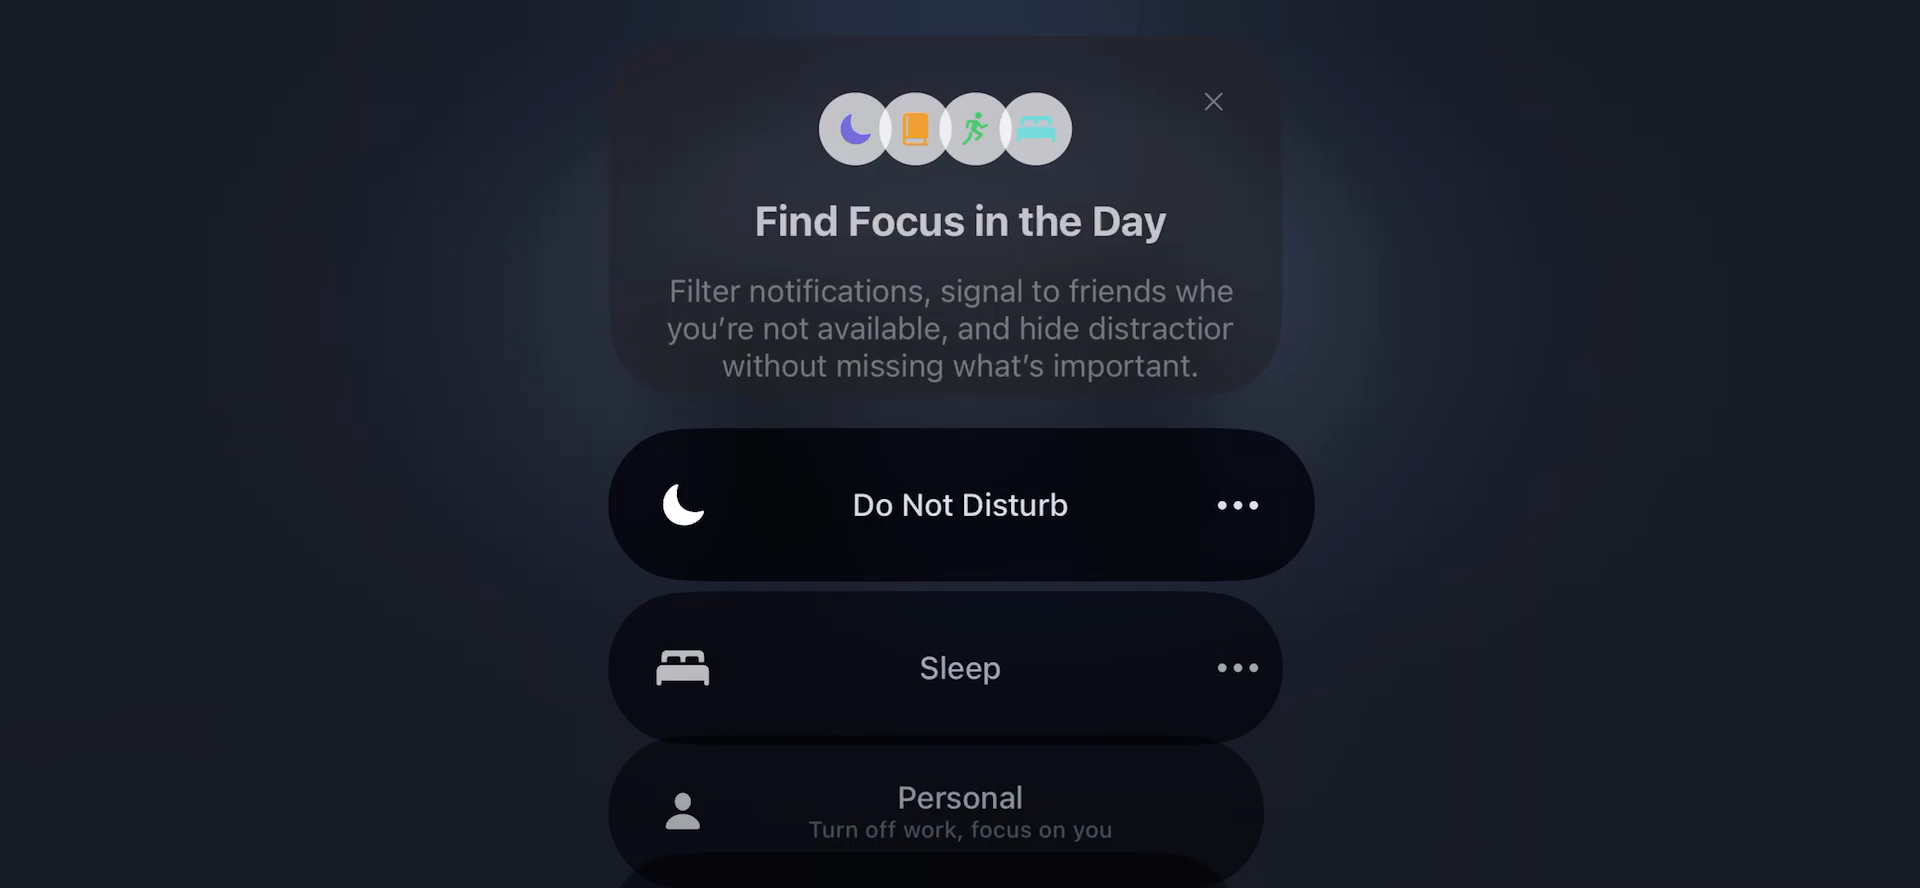 Find Focus in the Day
Filter notifications, signal to friends whe
you're not available, and hide distractior
without missing what's important.
Do Not Disturb
Sleep
Personal
Turn off work, focus on you